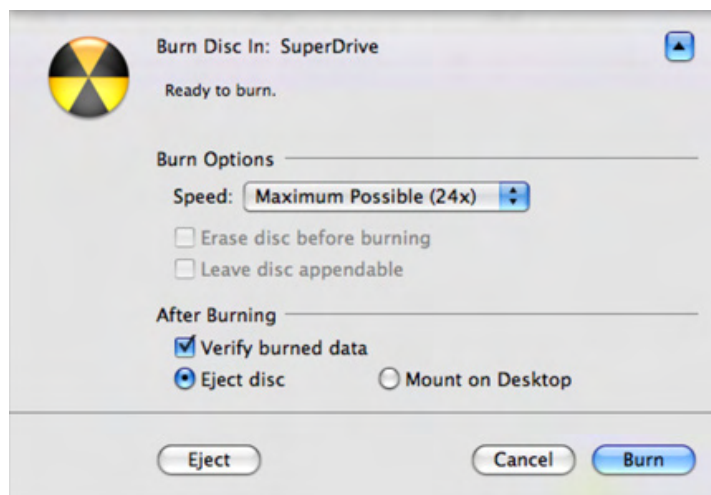 Burn Disc In: SuperDrive
Ready to burn.
Burn Options
Speed: Maximum Possible (24x)
Erase disc before burning
Leave disc appendable
After Burning
Verify burned data
Eject disc Mount on Desktop
Eject Cancel Burn